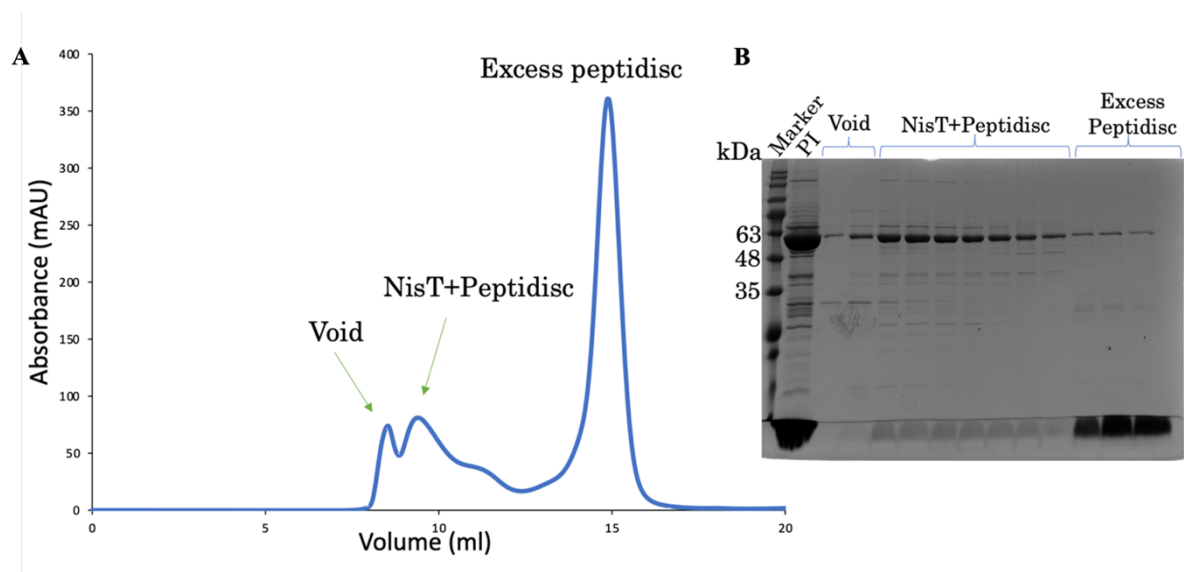 A
400
350
300
250
200
150
100
50
0
0
5
10
15
20
Absorbance (mAU)
Volume (ml)
Void
NisT+Peptidisc
Excess peptidisc
B
kDa
Marker
PI
Void
NisT+Peptidisc
Excess
Peptidisc
63
48
35